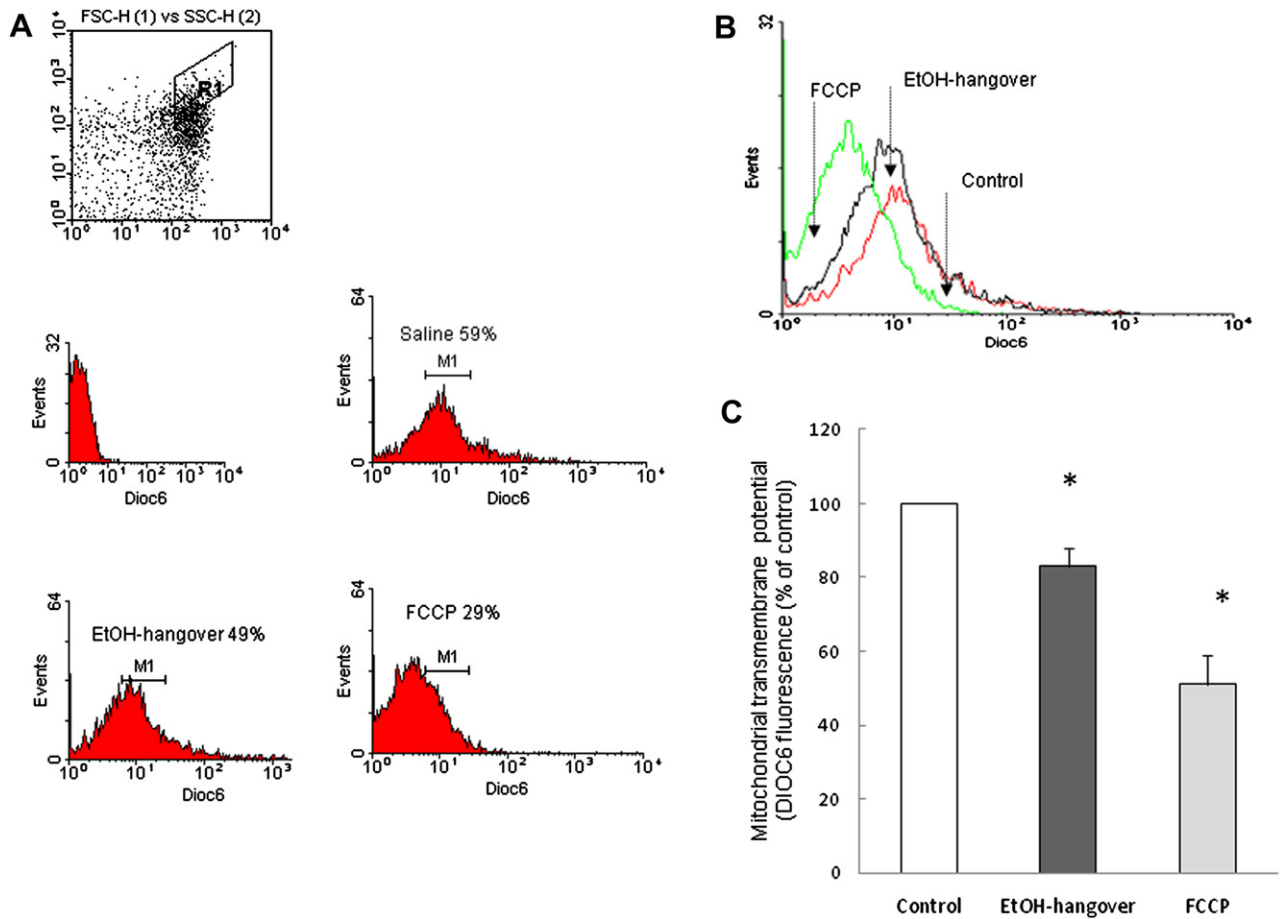 A
FSC-H (1) vs SSC-H (2)
10⁴
10³
10²
10¹
10⁰
R1
10⁰ 10¹ 10² 10³ 10⁴
32
Events
0
10⁰ 10¹ 10² 10³ 10⁴
Dioc6
64
Saline 59%
M1
Events
0
10⁰ 10¹ 10² 10³ 10⁴
Dioc6
64
EtOH-hangover 49%
M1
Events
0
10⁰ 10¹ 10² 10³
Dioc6
64
FCCP 29%
M1
Events
0
10⁰ 10¹ 10² 10³ 10⁴
Dioc6
B
32
FCCP
EtOH-hangover
Control
Events
0
10⁰ 10¹ 10² 10³ 10⁴
Dioc6
C
Mitochondrial transmembrane potential
(DIOC6 fluorescence (% of control)
120
100
80
60
40
20
0
*
*
Control EtOH-hangover FCCP